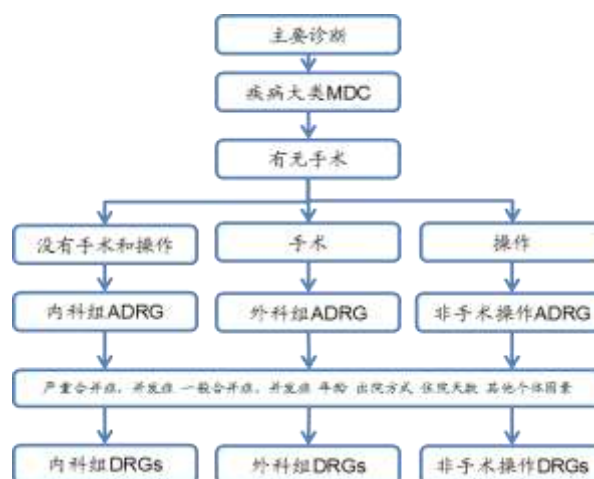 主要诊断
疾病大类MDC
有无手术
没有手术和操作 手术 操作
内科组ADRG 外科组ADRG 非手术操作ADRG
严重合并症，并发症 一般合并症，并发症 年龄 出院方式 住院天数 其他个体因素
内科组DRGs 外科组DRGs 非手术操作DRGs